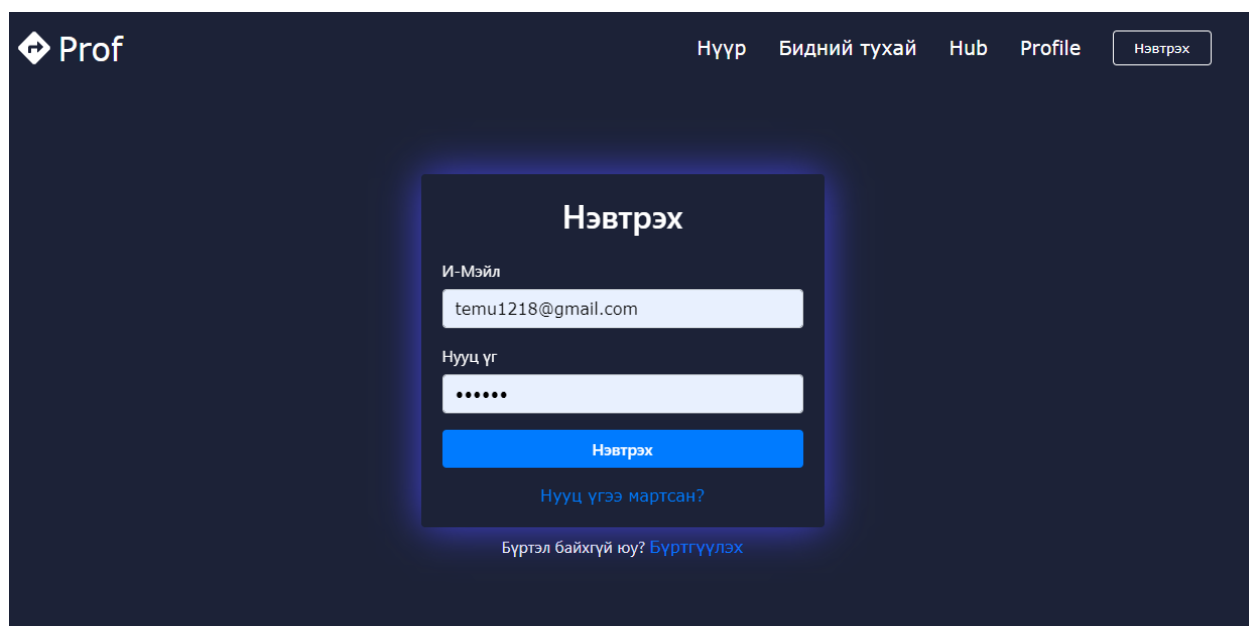 Prof
Нүүр Бидний тухай Hub Profile Нэвтрэх
Нэвтрэх
И-Мэйл
temu1218@gmail.com
Нууц үг
••••••
Нэвтрэх
Нууц үгээ мартсан?
Бүртэл байхгүй юу? Бүртгүүлэх